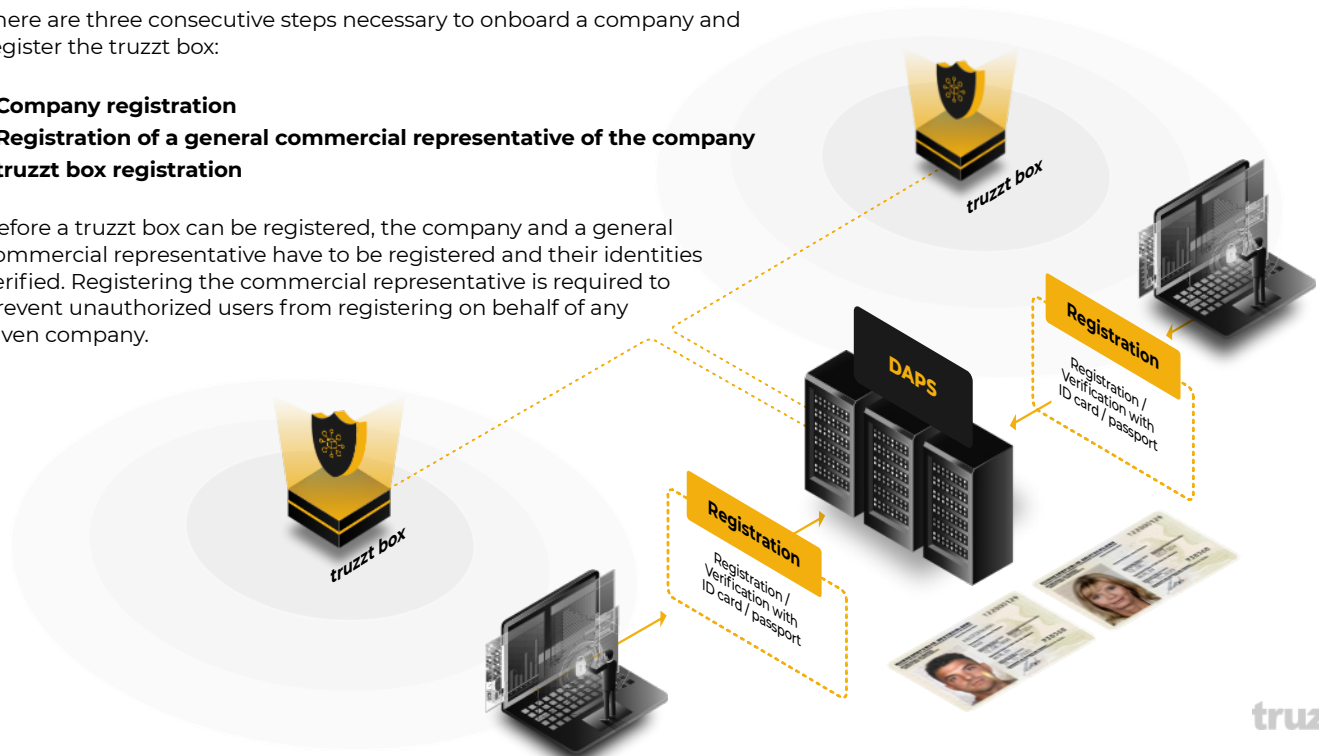 here are three consecutive steps necessary to onboard a company and
egister the truzzt box:
Company registration
Registration of a general commercial representative of the company
truzzt box registration
efore a truzzt box can be registered, the company and a general
ommercial representative have to be registered and their identities
erified. Registering the commercial representative is required to
revent unauthorized users from registering on behalf of any
iven company.
truzzt box
Registration
Registration /
Verification with
ID card / passport
DAPS
truzzt box
Registration
Registration /
Verification with
ID card / passport
truz